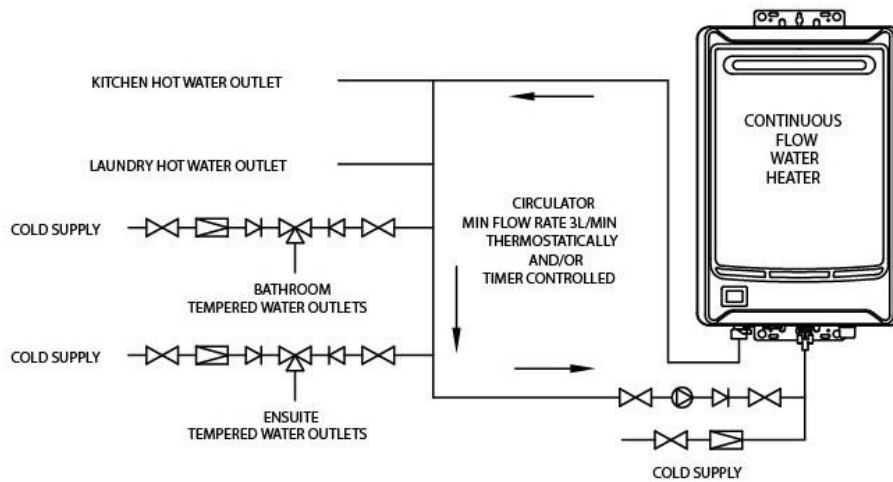 KITCHEN HOT WATER OUTLET
LAUNDRY HOT WATER OUTLET
COLD SUPPLY
BATHROOM
TEMPERED WATER OUTLETS
COLD SUPPLY
ENSUITE
TEMPERED WATER OUTLETS
CIRCULATOR
MIN FLOW RATE 3L/MIN
THERMOSTATICALLY
AND/OR
TIMER CONTROLLED
CONTINUOUS
FLOW
WATER
HEATER
COLD SUPPLY